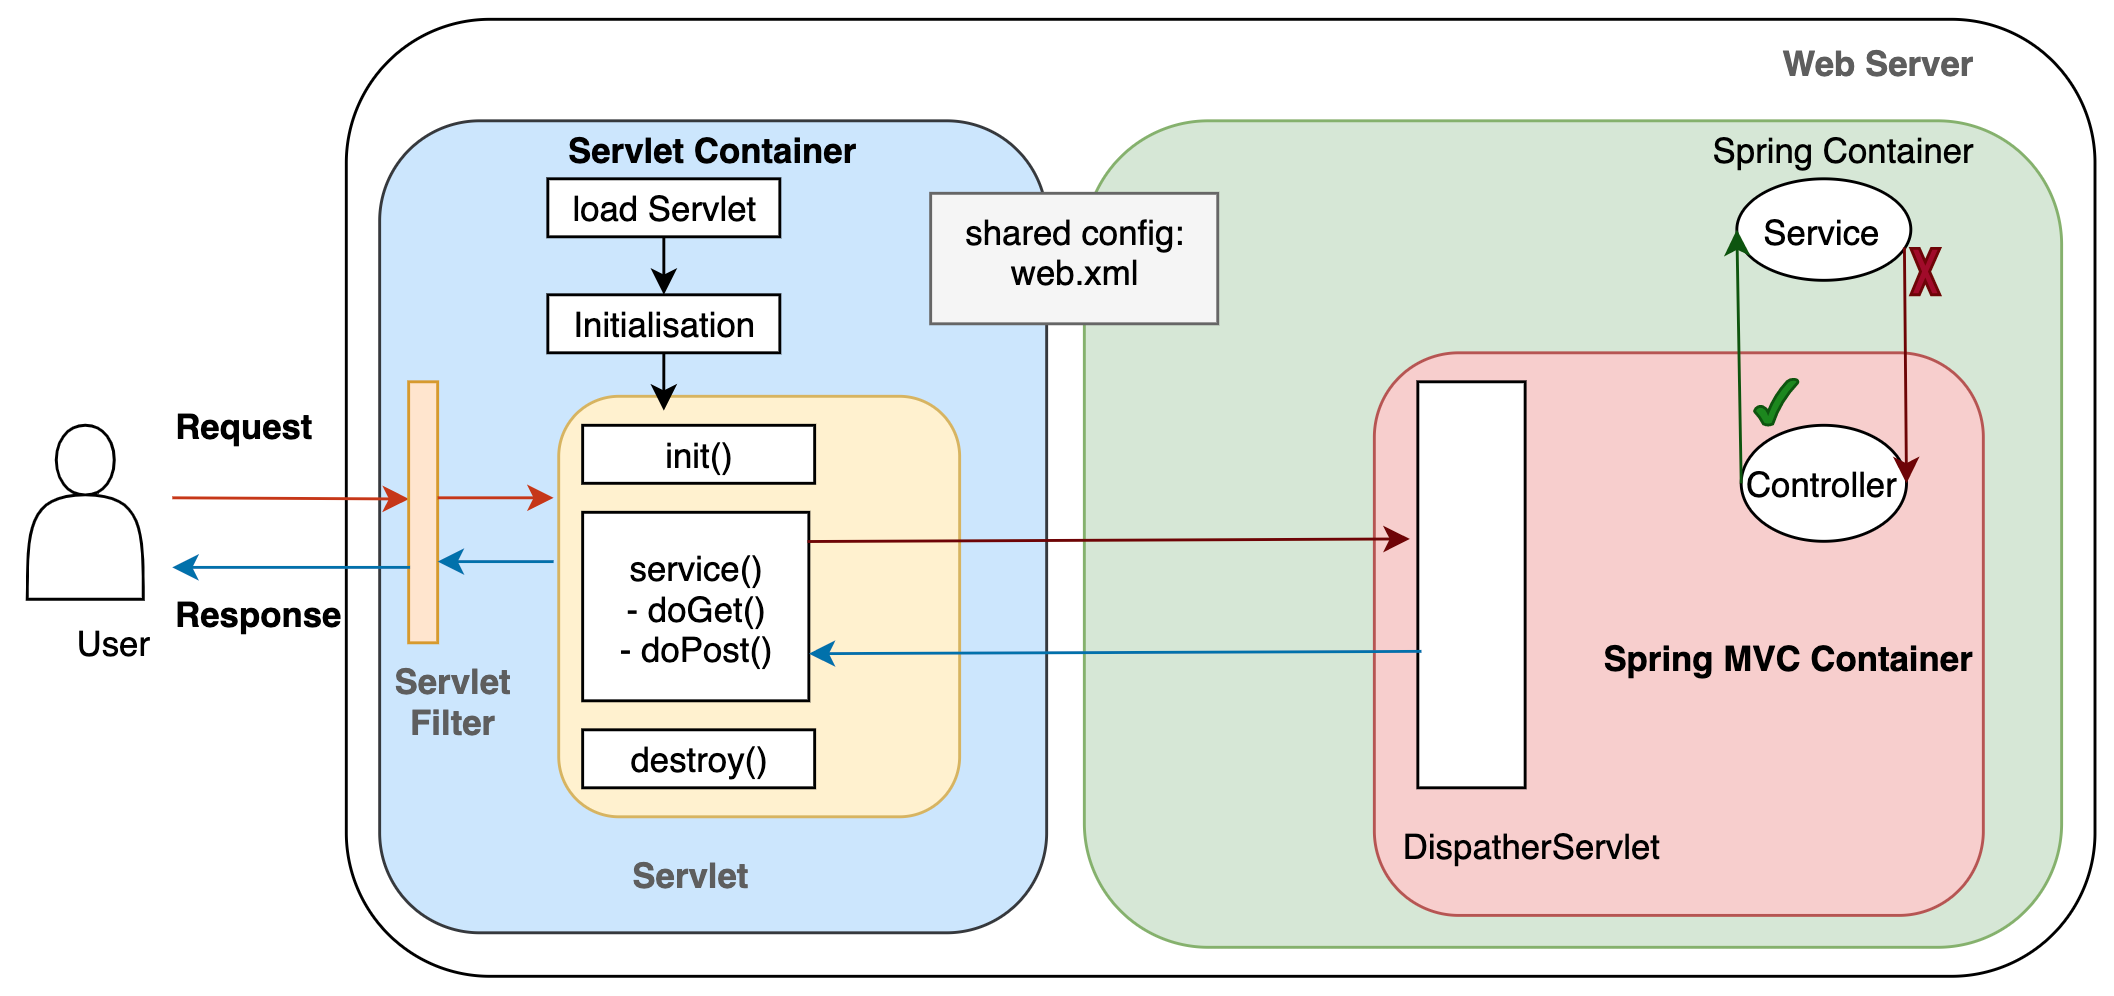 Web Server
Servlet Container
Spring Container
load Servlet
shared config:
web.xml
Service
X
Initialisation
Request
init()
Controller
service()
- doGet()
- doPost()
Response
User
Spring MVC Container
Servlet
Filter
destroy()
DispatherServlet
Servlet